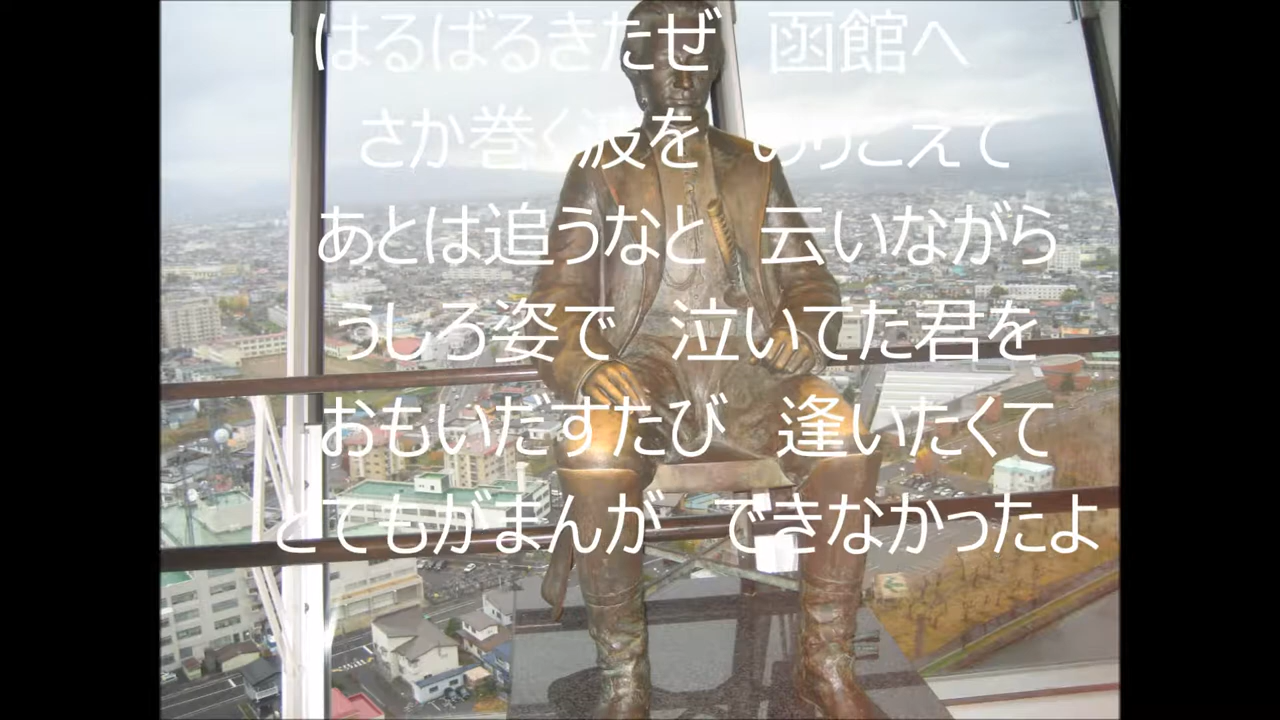 はるばるきたぜ　函館へ
さか巻く波を　のりこえて
あとは追うなと　云いながら
うしろ姿で　泣いてた君を
おもいだすたび　逢いたくて
とてもがまんが　できなかったよ